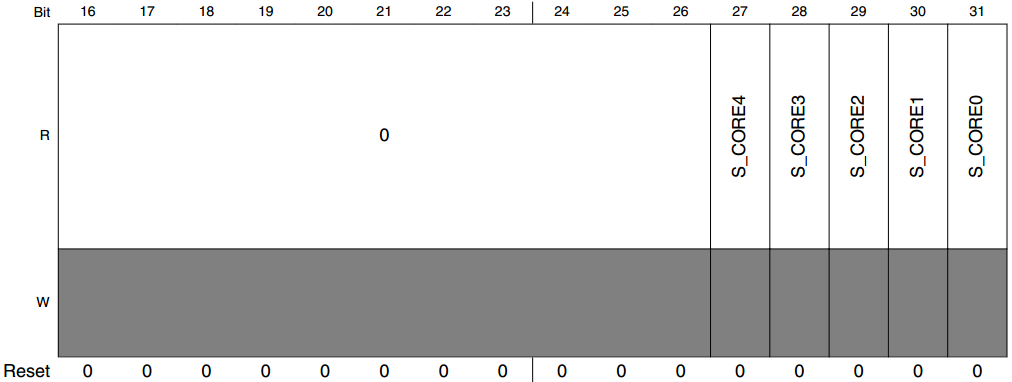 Bit 16 17 18 19 20 21 22 23 24 25 26 27 28 29 30 31
R 0 S_CORE4 S_CORE3 S_CORE2 S_CORE1 S_CORE0
W
Reset 0 0 0 0 0 0 0 0 0 0 0 0 0 0 0 0